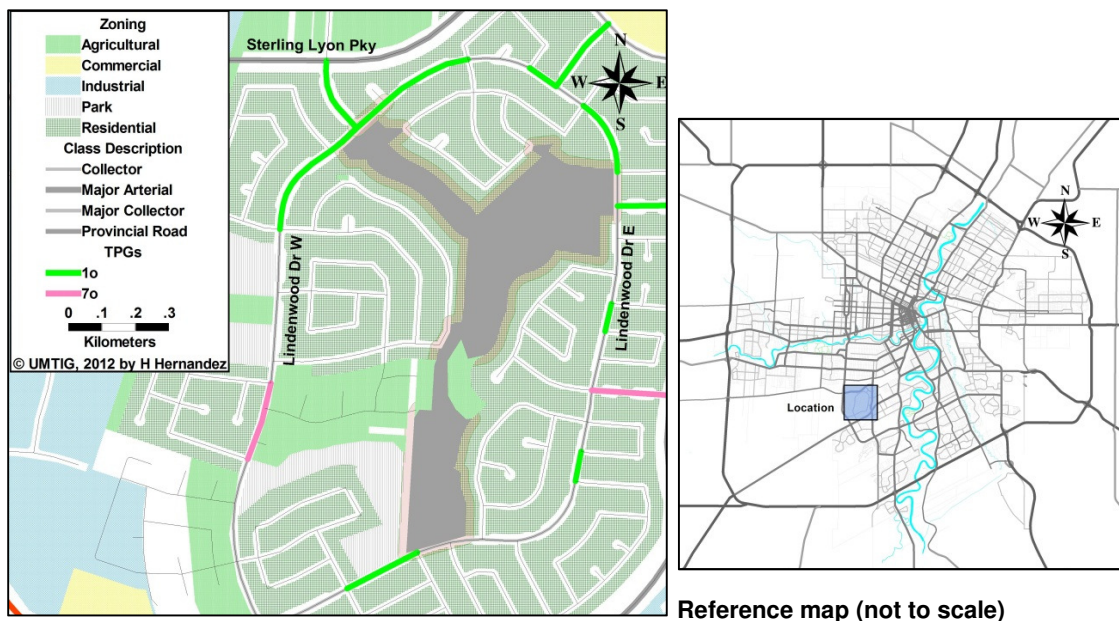 Zoning
Agricultural
Commercial
Industrial
Park
Residential
Class Description
Collector
Major Arterial
Major Collector
Provincial Road
TPGs
1o
7o
0 .1 .2 .3
Kilometers
© UMTIG, 2012 by H Hernandez
Sterling Lyon Pky
N
W E
S
Lindenwood Dr W
Lindenwood Dr E
N
W E
S
Location
Reference map (not to scale)